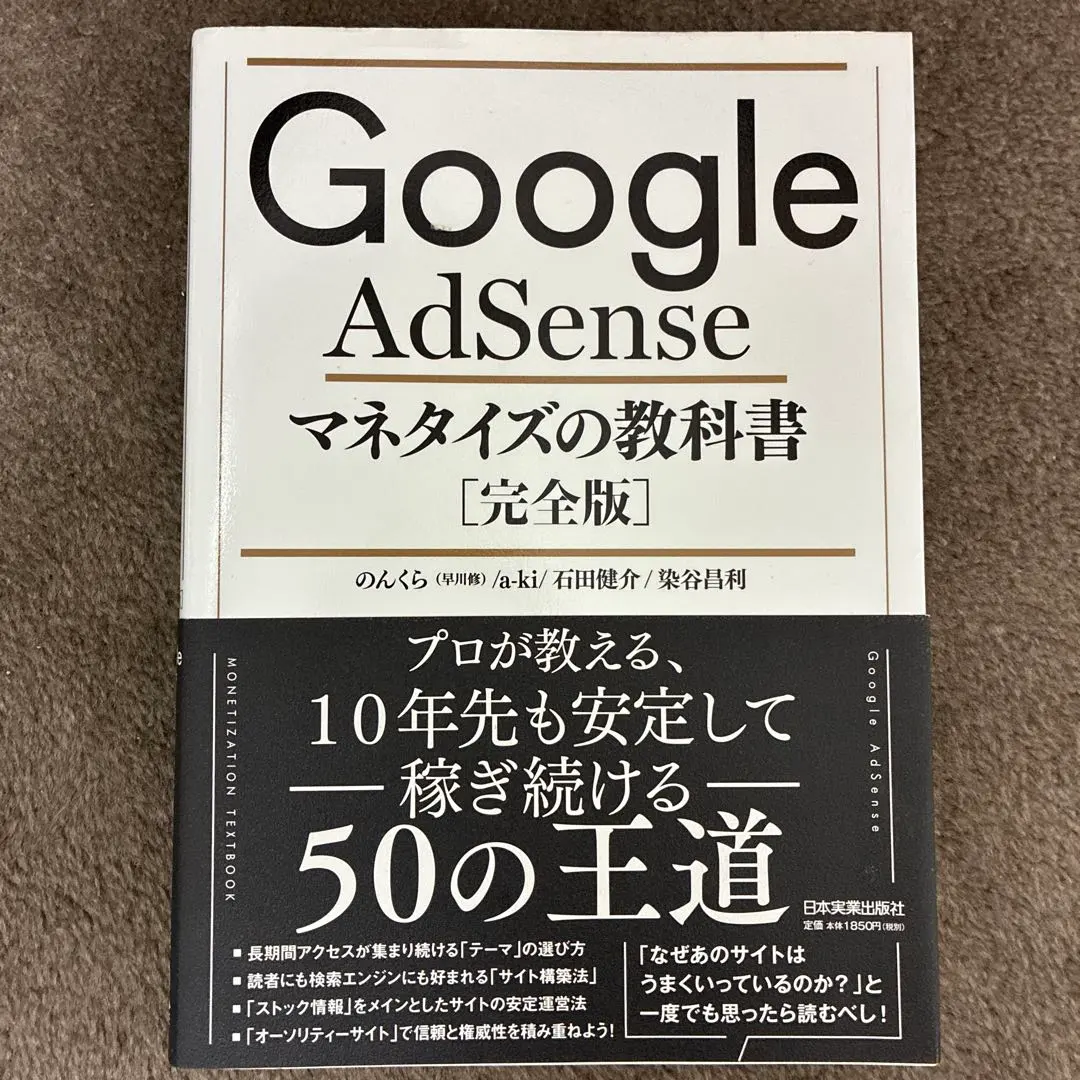 Google
AdSense
マネタイズの教科書
[完全版]
のんくら（早川修）/a-ki/石田健介/染谷昌利
プロが教える、
10年先も安定して
稼ぎ続ける
50の王道
MONETIZATION TEXTBOOK
Google AdSense
日本実業出版社
定価 本体1850円(税別)
■ 長期間アクセスが集まり続ける「テーマ」の選び方
■ 読者にも検索エンジンにも好まれる「サイト構築法」
■ 「ストック情報」をメインとしたサイトの安定運営法
■ 「オーソリティーサイト」で信頼と権威性を積み重ねよう!
「なぜあのサイトは
うまくいっているのか？」と
一度でも思ったら読むべし!